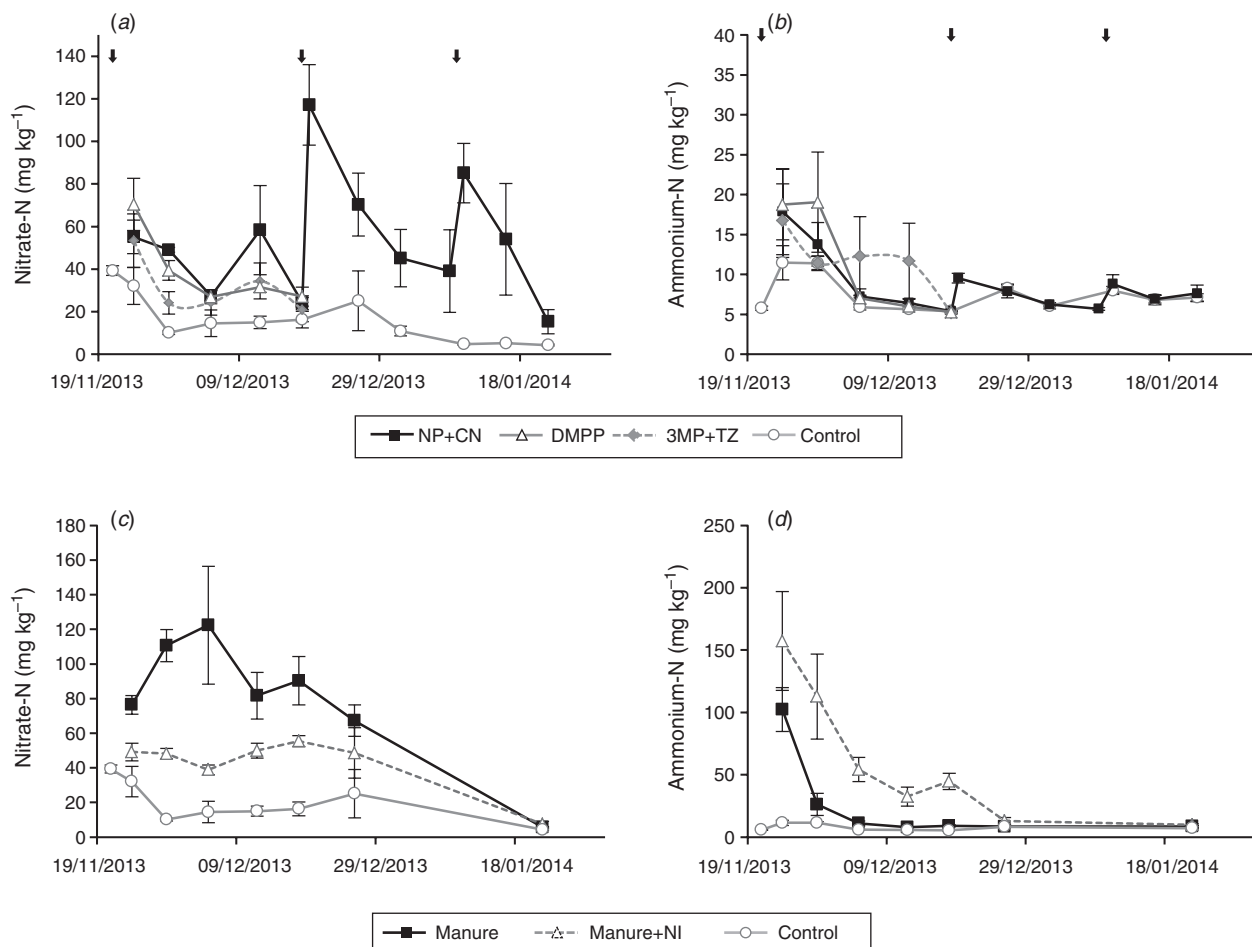 (a)
Nitrate-N (mg kg⁻¹)
140
120
100
80
60
40
20
0
19/11/2013 09/12/2013 29/12/2013 18/01/2014
(b)
Ammonium-N (mg kg⁻¹)
40
35
30
25
20
15
10
5
0
19/11/2013 09/12/2013 29/12/2013 18/01/2014
NP+CN DMPP 3MP+TZ Control
(c)
Nitrate-N (mg kg⁻¹)
180
160
140
120
100
80
60
40
20
0
19/11/2013 09/12/2013 29/12/2013 18/01/2014
(d)
Ammonium-N (mg kg⁻¹)
250
200
150
100
50
0
19/11/2013 09/12/2013 29/12/2013 18/01/2014
Manure Manure+NI Control